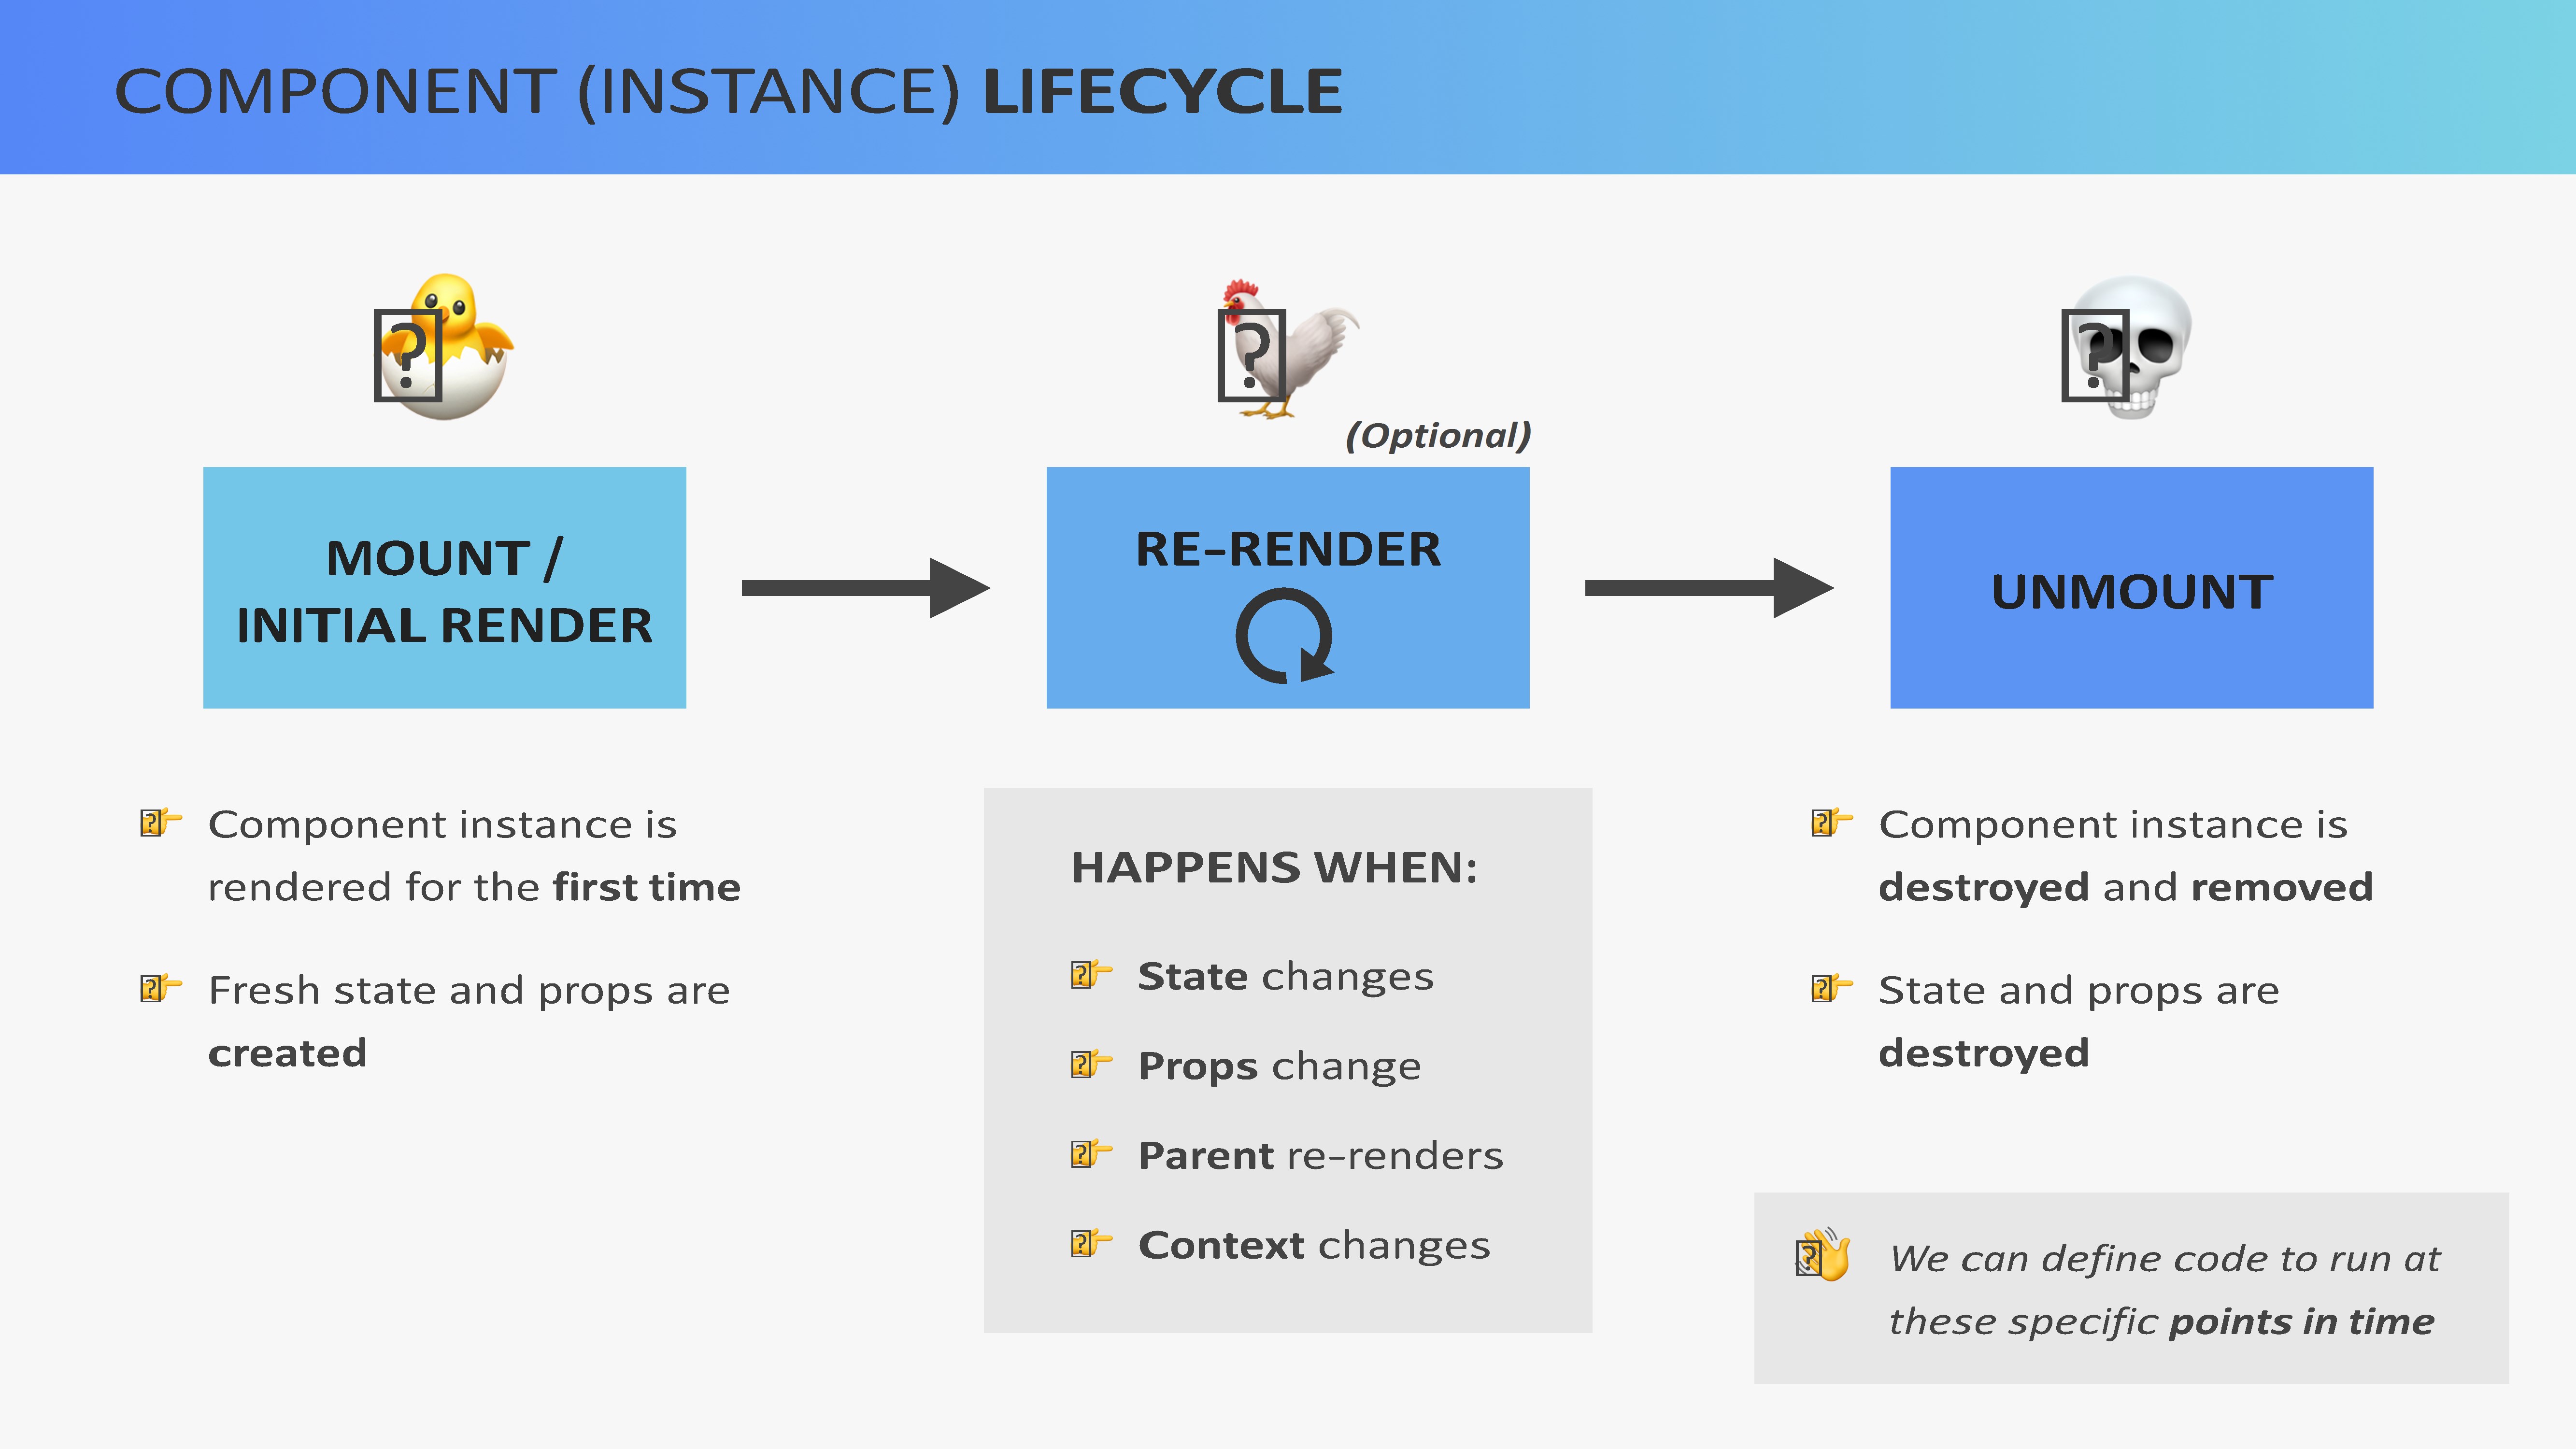 COMPONENT (INSTANCE) LIFECYCLE
(Optional)
MOUNT /
INITIAL RENDER
RE-RENDER
UNMOUNT
Component instance is
rendered for the first time
Fresh state and props are
created
HAPPENS WHEN:
State changes
Props change
Parent re-renders
Context changes
Component instance is
destroyed and removed
State and props are
destroyed
We can define code to run at
these specific points in time